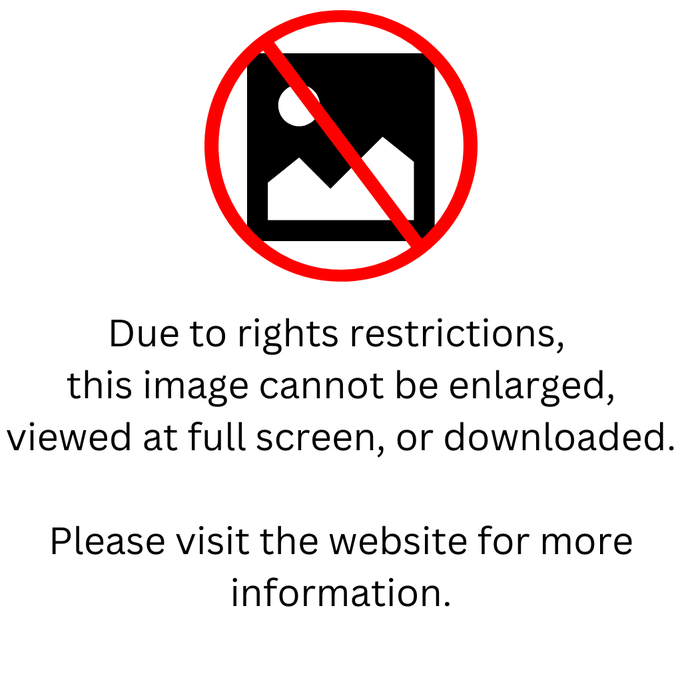 Due to rights restrictions,
this image cannot be enlarged,
viewed at full screen, or downloaded.
Please visit the website for more
information.